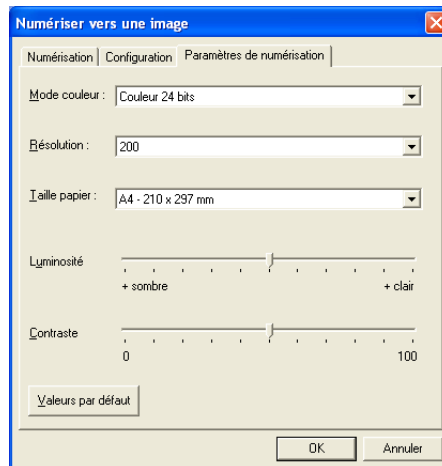 Numériser vers une image
Numérisation Configuration Paramètres de numérisation
Mode couleur : Couleur 24 bits
Résolution : 200
Taille papier : A4 - 210 x 297 mm
Luminosité
+ sombre + clair
Contraste
0 100
Valeurs par défaut
OK Annuler